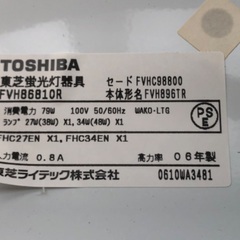 TOSHIBA
東芝蛍光灯器具
FVH86810R
セード FVHC98800
本体形名 FVH896TR
消費電力 79W 100V 50/60Hz WAKO-LTG
ランプ 27W(38W) X1, 34W(48W) X1
PSE
FHC27EN X1, FHC34EN X1
入力電流 0.8A 高力率 06年製
東芝ライテック株式会社 0610WA3481